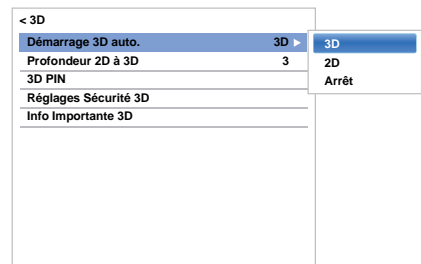 < 3D
Démarrage 3D auto. 3D ▶
Profondeur 2D à 3D 3
3D PIN
Réglages Sécurité 3D
Info Importante 3D
3D
2D
Arrêt